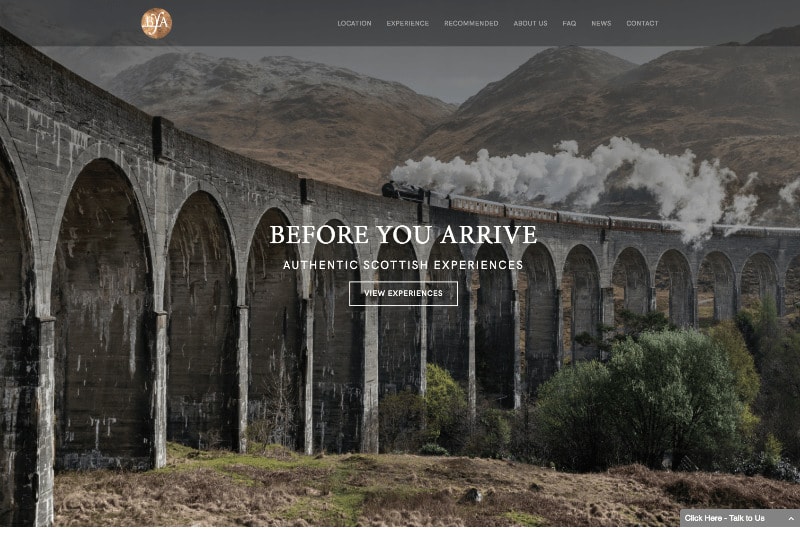 LOCATION EXPERIENCE RECOMMENDED ABOUT US FAQ NEWS CONTACT
BEFORE YOU ARRIVE
AUTHENTIC SCOTTISH EXPERIENCES
VIEW EXPERIENCES
Click Here - Talk to Us